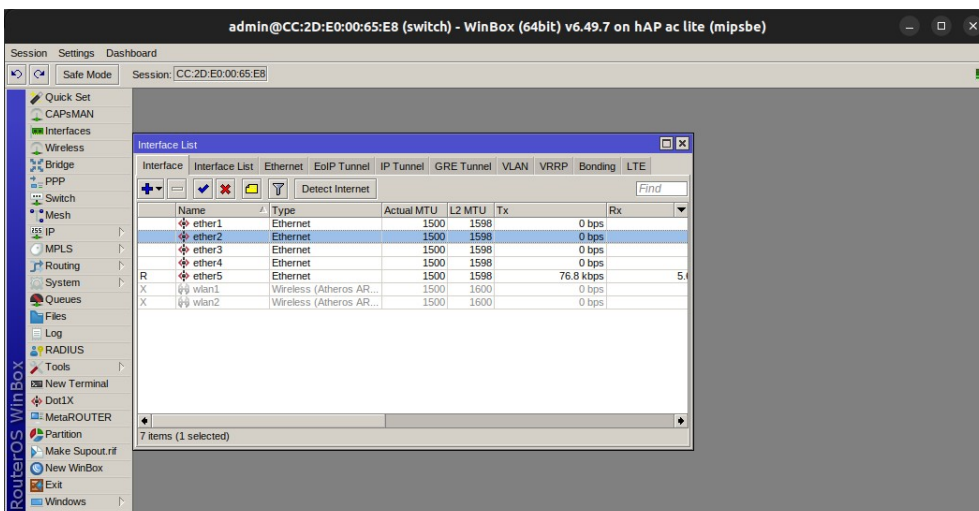 admin@CC:2D:E0:00:65:E8 (switch) - WinBox (64bit) v6.49.7 on hAP ac lite (mipsbe)
Session Settings Dashboard
Safe Mode Session: CC:2D:E0:00:65:E8
Quick Set
CAPsMAN
Interfaces
Wireless
Bridge
PPP
Switch
Mesh
IP
MPLS
Routing
System
Queues
Files
Log
RADIUS
Tools
New Terminal
Dot1X
MetaROUTER
Partition
Make Supout.rif
New WinBox
Exit
Windows
RouterOS WinBox
Interface List
Interface Interface List Ethernet EoIP Tunnel IP Tunnel GRE Tunnel VLAN VRRP Bonding LTE
Detect Internet Find
Name Type Actual MTU L2 MTU Tx Rx
ether1 Ethernet 1500 1598 0 bps
ether2 Ethernet 1500 1598 0 bps
ether3 Ethernet 1500 1598 0 bps
ether4 Ethernet 1500 1598 0 bps
R ether5 Ethernet 1500 1598 76.8 kbps
X wlan1 Wireless (Atheros AR... 1500 1600 0 bps
X wlan2 Wireless (Atheros AR... 1500 1600 0 bps
7 items (1 selected)